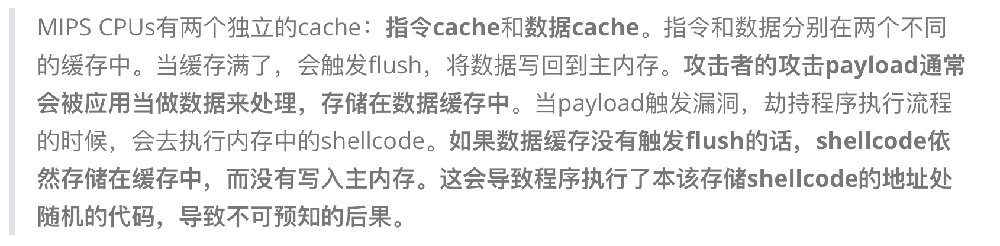 MIPS CPUs有两个独立的cache：指令cache和数据cache。指令和数据分别在两个不同
的缓存中。当缓存满了，会触发flush，将数据写回到主内存。攻击者的攻击payload通常
会被应用当做数据来处理，存储在数据缓存中。当payload触发漏洞，劫持程序执行流程
的时候，会去执行内存中的shellcode。如果数据缓存没有触发flush的话，shellcode依
然存储在缓存中，而没有写入主内存。这会导致程序执行了本该存储shellcode的地址处
随机的代码，导致不可预知的后果。